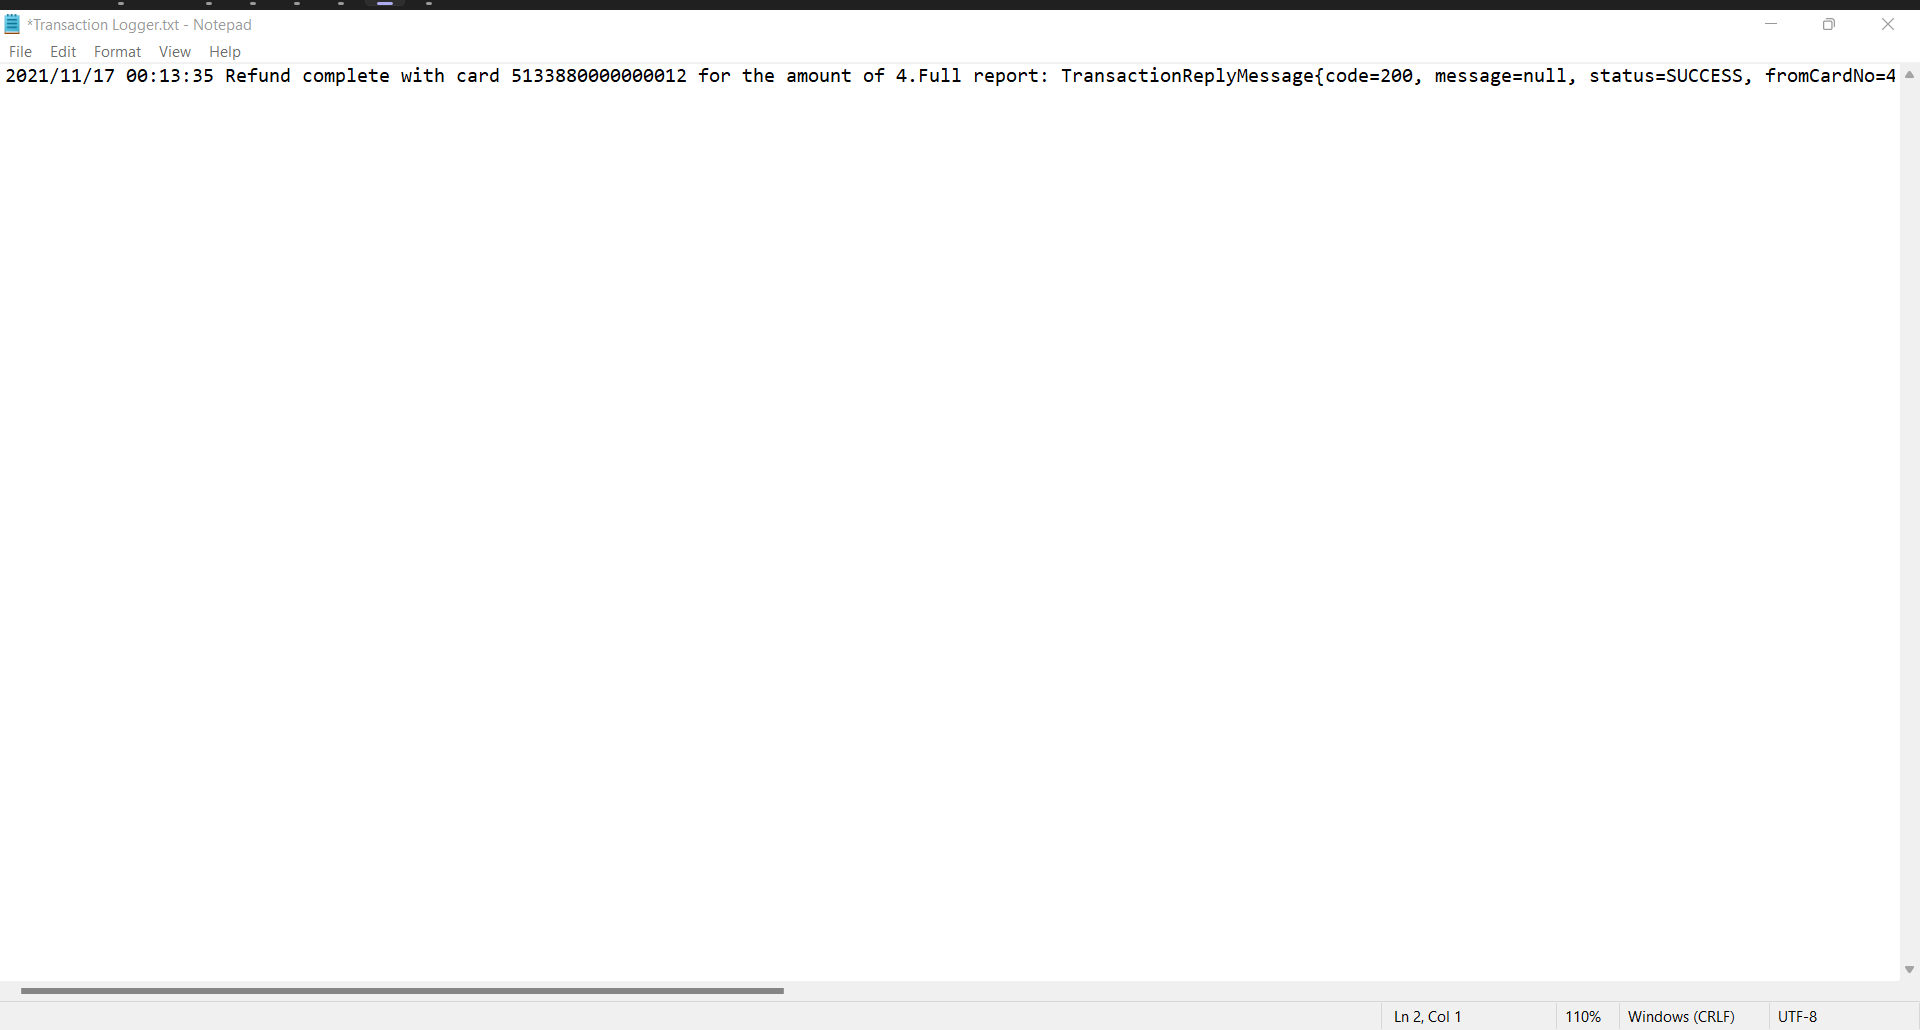 *Transaction Logger.txt - Notepad
File Edit Format View Help
2021/11/17 00:13:35 Refund complete with card 5133880000000012 for the amount of 4.Full report: TransactionReplyMessage{code=200, message=null, status=SUCCESS, fromCardNo=4
Ln 2, Col 1 110% Windows (CRLF) UTF-8